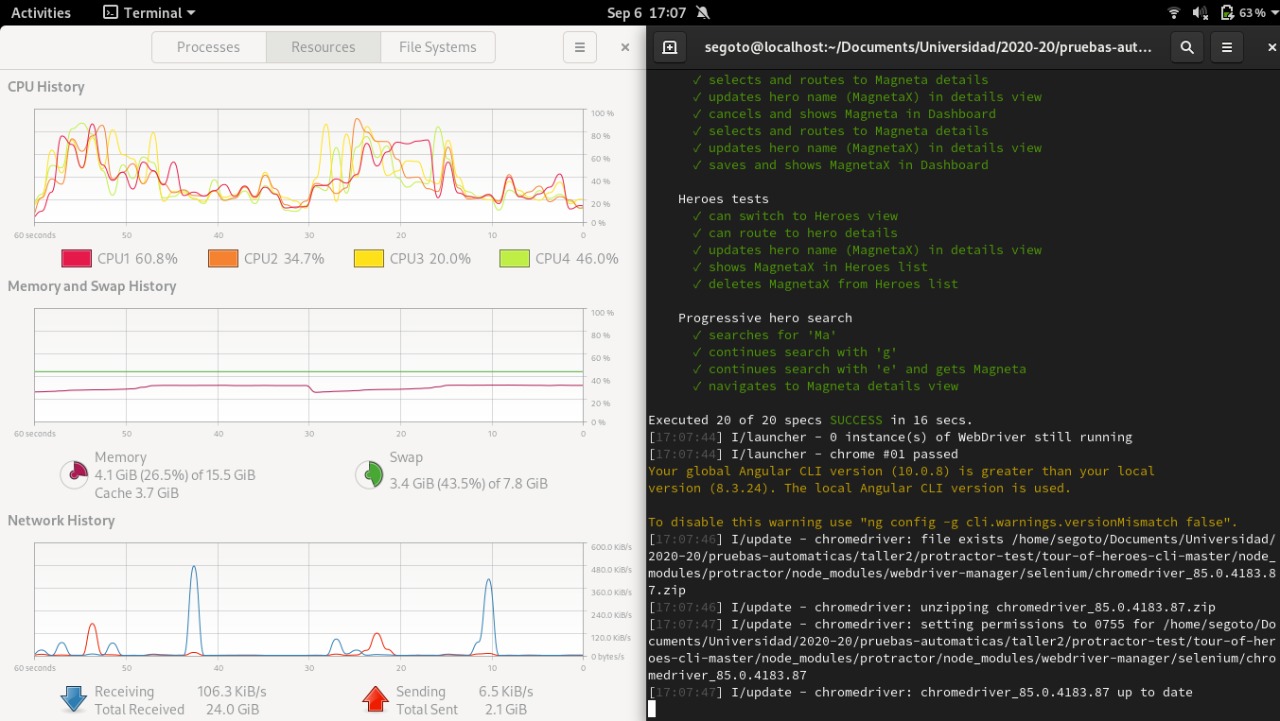 Activities
Terminal
Sep 6 17:07
63 %
Processes
Resources
File Systems
CPU History
100 %
80 %
60 %
40 %
20 %
0 %
60 seconds
50
40
30
20
10
0
CPU1 60.8%
CPU2 34.7%
CPU3 20.0%
CPU4 46.0%
Memory and Swap History
100 %
80 %
60 %
40 %
20 %
0 %
60 seconds
50
40
30
20
10
0
Memory
4.1 GiB (26.5%) of 15.5 GiB
Cache 3.7 GiB
Swap
3.4 GiB (43.5%) of 7.8 GiB
Network History
600.0 KiB/s
480.0 KiB/s
360.0 KiB/s
240.0 KiB/s
120.0 KiB/s
0 bytes/s
60 seconds
50
40
30
20
10
0
Receiving 106.3 KiB/s
Total Received 24.0 GiB
Sending 6.5 KiB/s
Total Sent 2.1 GiB
segoto@localhost:~/Documents/Universidad/2020-20/pruebas-aut...
✓ selects and routes to Magneta details
✓ updates hero name (MagnetaX) in details view
✓ cancels and shows Magneta in Dashboard
✓ selects and routes to Magneta details
✓ updates hero name (MagnetaX) in details view
✓ saves and shows MagnetaX in Dashboard
Heroes tests
✓ can switch to Heroes view
✓ can route to hero details
✓ updates hero name (MagnetaX) in details view
✓ shows MagnetaX in Heroes list
✓ deletes MagnetaX from Heroes list
Progressive hero search
✓ searches for 'Ma'
✓ continues search with 'g'
✓ continues search with 'e' and gets Magneta
✓ navigates to Magneta details view
Executed 20 of 20 specs SUCCESS in 16 secs.
[17:07:44] I/launcher - 0 instance(s) of WebDriver still running
[17:07:44] I/launcher - chrome #01 passed
Your global Angular CLI version (10.0.8) is greater than your local
version (8.3.24). The local Angular CLI version is used.
To disable this warning use "ng config -g cli.warnings.versionMismatch false".
[17:07:46] I/update - chromedriver: file exists /home/segoto/Documents/Universidad/
2020-20/pruebas-automaticas/taller2/protractor-test/tour-of-heroes-cli-master/node_
modules/protractor/node_modules/webdriver-manager/selenium/chromedriver_85.0.4183.8
7.zip
[17:07:46] I/update - chromedriver: unzipping chromedriver_85.0.4183.87.zip
[17:07:47] I/update - chromedriver: setting permissions to 0755 for /home/segoto/Do
cuments/Universidad/2020-20/pruebas-automaticas/taller2/protractor-test/tour-of-her
oes-cli-master/node_modules/protractor/node_modules/webdriver-manager/selenium/chro
medriver_85.0.4183.87
[17:07:47] I/update - chromedriver: chromedriver_85.0.4183.87 up to date